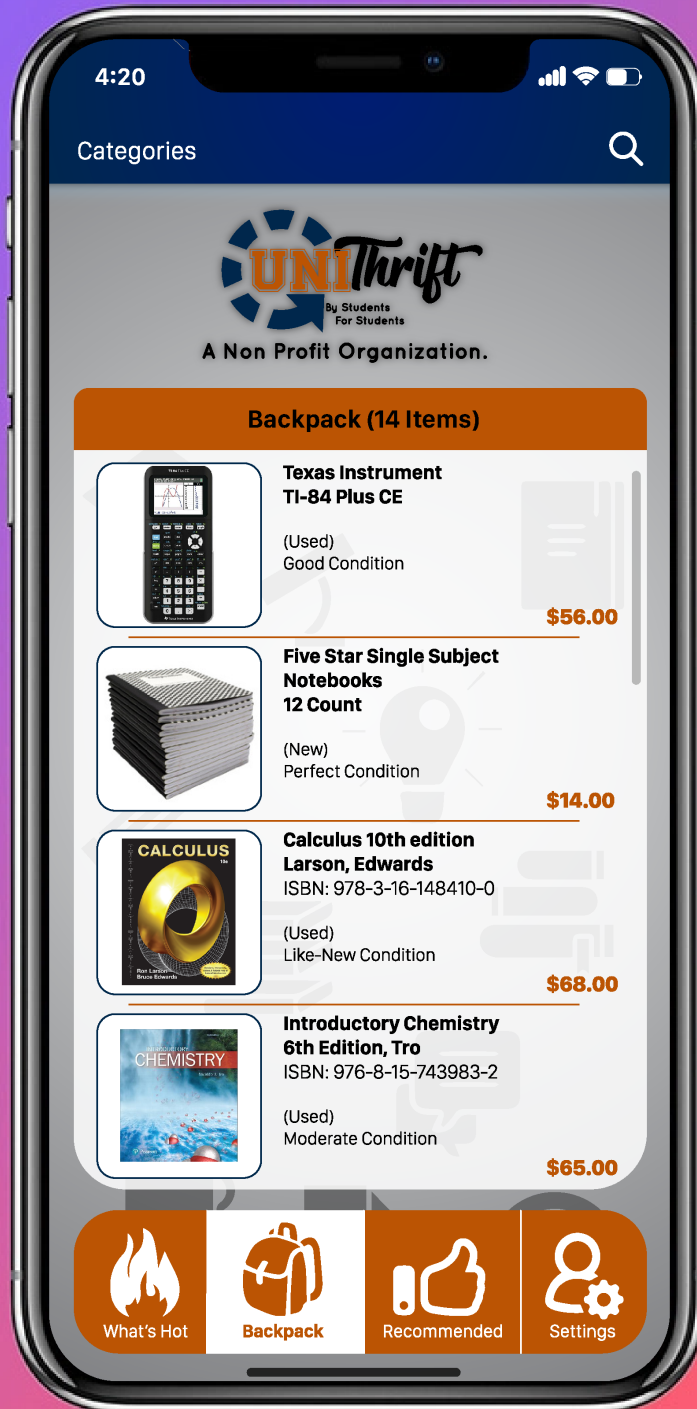 4:20
Categories
UNIThrift
By Students
For Students
A Non Profit Organization.
Backpack (14 Items)
Texas Instrument
TI-84 Plus CE
(Used)
Good Condition
$56.00
Five Star Single Subject
Notebooks
12 Count
(New)
Perfect Condition
$14.00
CALCULUS
10e
Ron Larson
Bruce Edwards
Calculus 10th edition
Larson, Edwards
ISBN: 978-3-16-148410-0
(Used)
Like-New Condition
$68.00
INTRODUCTORY
CHEMISTRY
Introductory Chemistry
6th Edition, Tro
ISBN: 976-8-15-743983-2
(Used)
Moderate Condition
$65.00
What's Hot
Backpack
Recommended
Settings